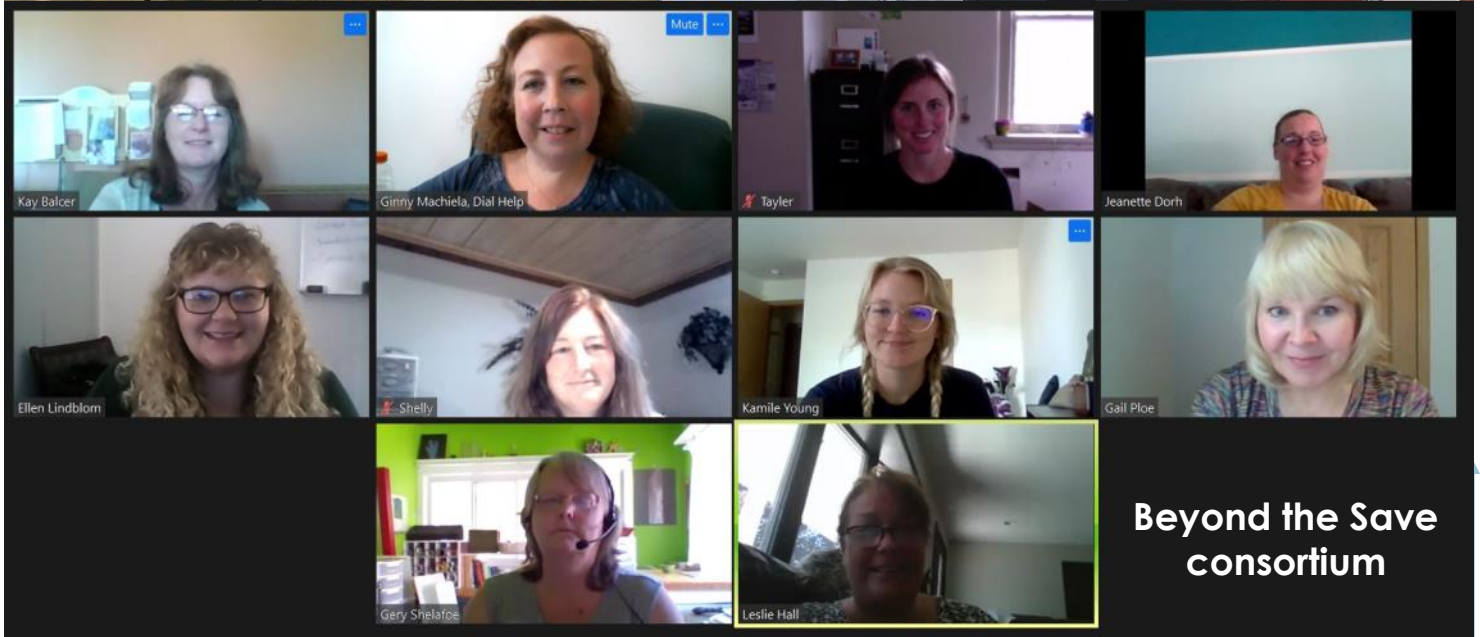 Mute
Kay Balcer
Ginny Machiela, Dial Help
Tayler
Jeanette Dorh
Ellen Lindblom
Shelly
Kamile Young
Gail Ploe
Gery Shelafoe
Leslie Hall
Beyond the Save
consortium